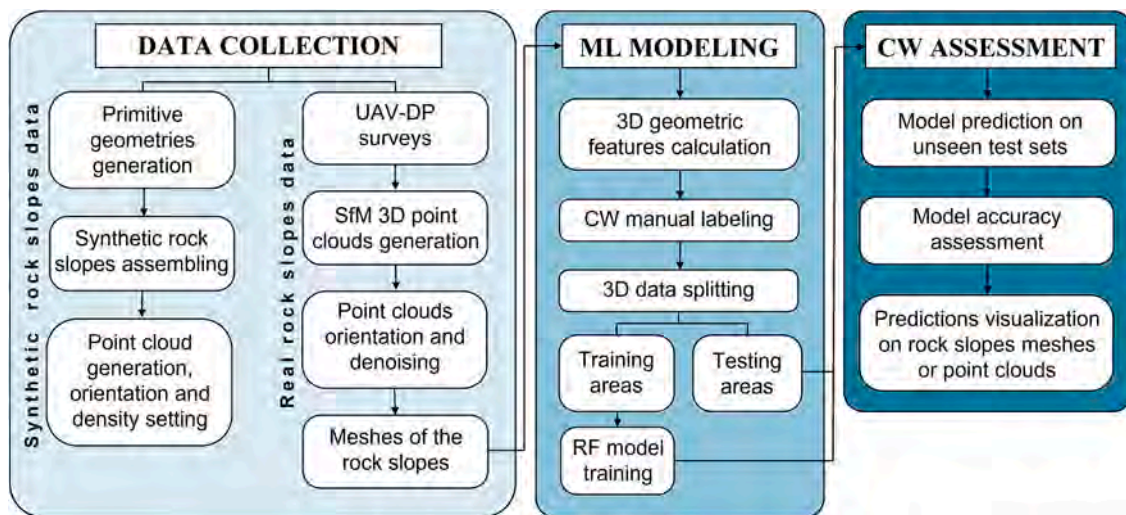 DATA COLLECTION
Synthetic rock slopes data
Primitive
geometries
generation
Synthetic rock
slopes assembling
Point cloud
generation,
orientation and
density setting
Real rock slopes data
UAV-DP
surveys
SfM 3D point
clouds generation
Point clouds
orientation and
denoising
Meshes of the
rock slopes
ML MODELING
3D geometric
features calculation
CW manual labeling
3D data splitting
Training
areas
Testing
areas
RF model
training
CW ASSESSMENT
Model prediction on
unseen test sets
Model accuracy
assessment
Predictions visualization
on rock slopes meshes
or point clouds